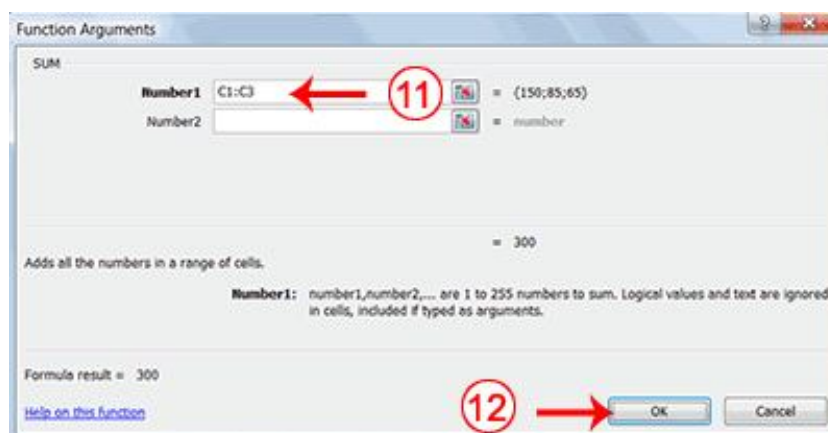 Function Arguments
SUM
Number1 C1:C3 11 = {150;85;65}
Number2 = number
= 300
Adds all the numbers in a range of cells.
Number1: number1,number2,... are 1 to 255 numbers to sum. Logical values and text are ignored
in cells, included if typed as arguments.
Formula result = 300
Help on this function 12 OK Cancel